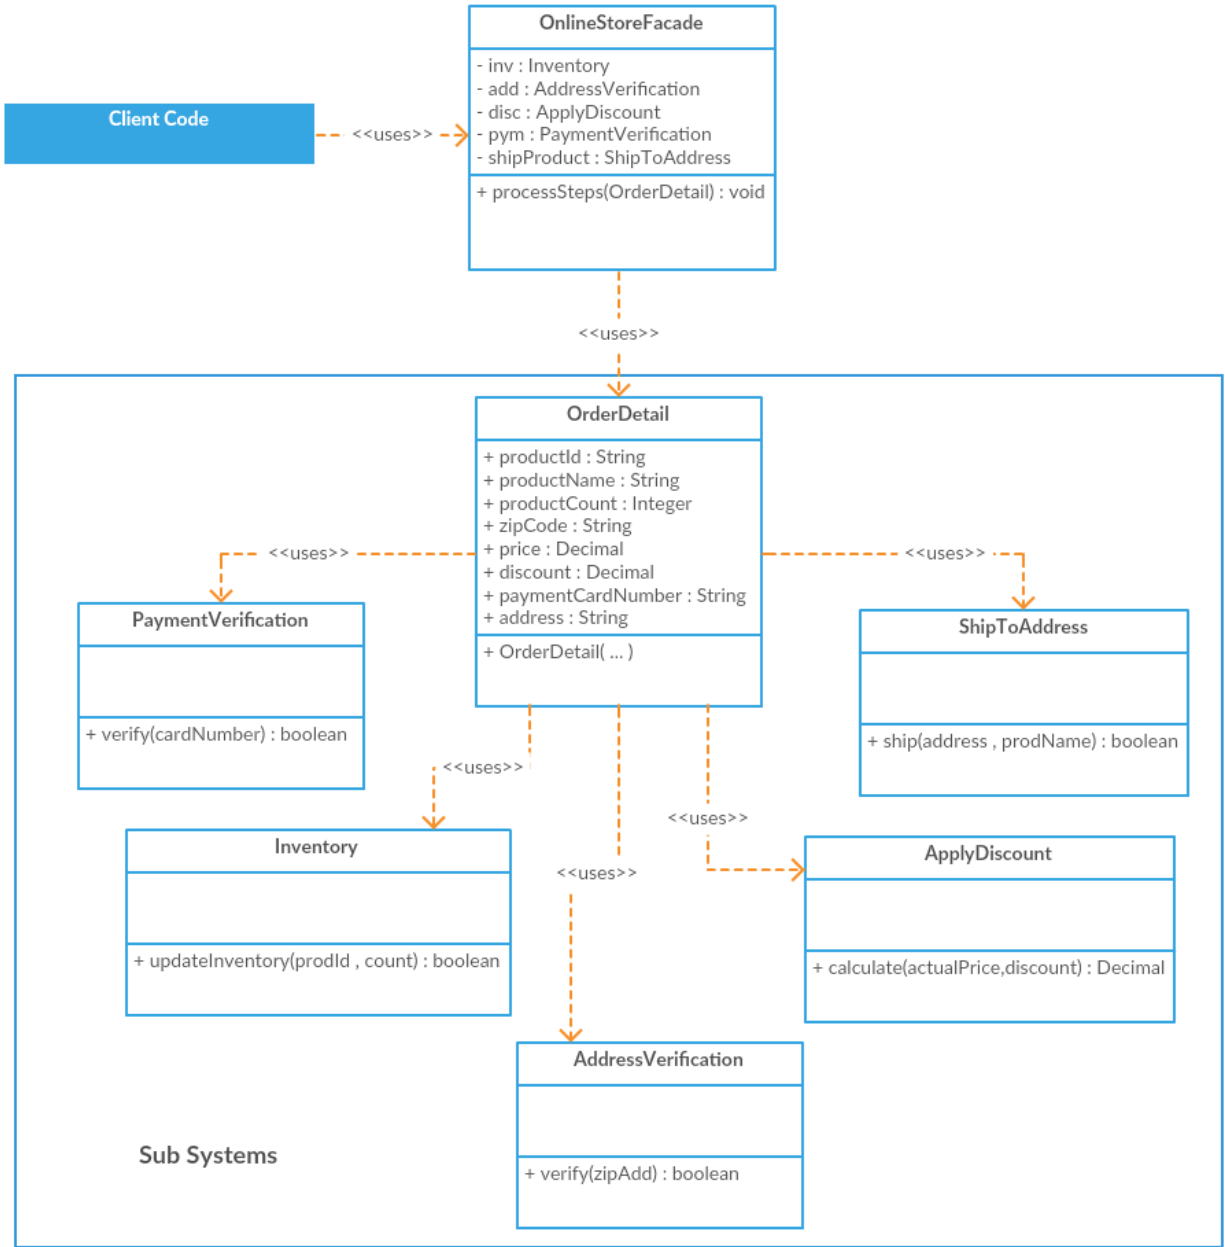 OnlineStoreFacade
- inv : Inventory
- add : AddressVerification
- disc : ApplyDiscount
- pym : PaymentVerification
- shipProduct : ShipToAddress
+ processSteps(OrderDetail) : void
Client Code
<<uses>>
<<uses>>
OrderDetail
+ productId : String
+ productName : String
+ productCount : Integer
+ zipCode : String
+ price : Decimal
+ discount : Decimal
+ paymentCardNumber : String
+ address : String
+ OrderDetail( ... )
<<uses>>
<<uses>>
PaymentVerification
+ verify(cardNumber) : boolean
ShipToAddress
+ ship(address , prodName) : boolean
<<uses>>
<<uses>>
<<uses>>
Inventory
+ updateInventory(prodId , count) : boolean
ApplyDiscount
+ calculate(actualPrice,discount) : Decimal
AddressVerification
+ verify(zipAdd) : boolean
Sub Systems